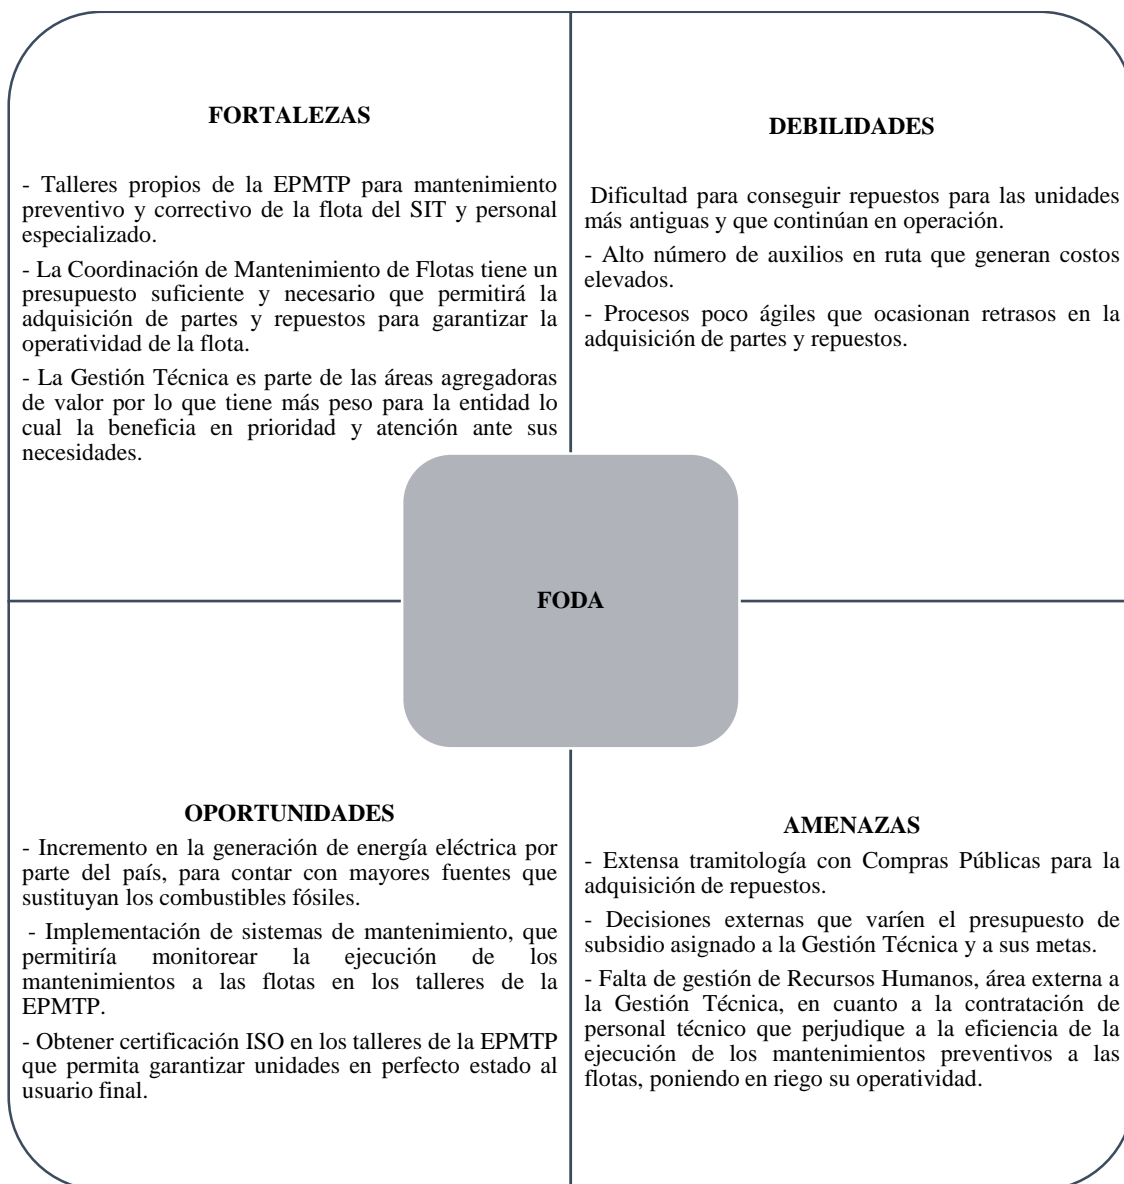 FORTALEZAS
- Talleres propios de la EPMTP para mantenimiento
preventivo y correctivo de la flota del SIT y personal
especializado.
- La Coordinación de Mantenimiento de Flotas tiene un
presupuesto suficiente y necesario que permitirá la
adquisición de partes y repuestos para garantizar la
operatividad de la flota.
- La Gestión Técnica es parte de las áreas agregadoras
de valor por lo que tiene más peso para la entidad lo
cual la beneficia en prioridad y atención ante sus
necesidades.
DEBILIDADES
Dificultad para conseguir repuestos para las unidades
más antiguas y que continúan en operación.
- Alto número de auxilios en ruta que generan costos
elevados.
- Procesos poco ágiles que ocasionan retrasos en la
adquisición de partes y repuestos.
FODA
OPORTUNIDADES
- Incremento en la generación de energía eléctrica por
parte del país, para contar con mayores fuentes que
sustituyan los combustibles fósiles.
- Implementación de sistemas de mantenimiento, que
permitiría monitorear la ejecución de los
mantenimientos a las flotas en los talleres de la
EPMTP.
- Obtener certificación ISO en los talleres de la EPMTP
que permita garantizar unidades en perfecto estado al
usuario final.
AMENAZAS
- Extensa tramitología con Compras Públicas para la
adquisición de repuestos.
- Decisiones externas que varíen el presupuesto de
subsidio asignado a la Gestión Técnica y a sus metas.
- Falta de gestión de Recursos Humanos, área externa a
la Gestión Técnica, en cuanto a la contratación de
personal técnico que perjudique a la eficiencia de la
ejecución de los mantenimientos preventivos a las
flotas, poniendo en riego su operatividad.